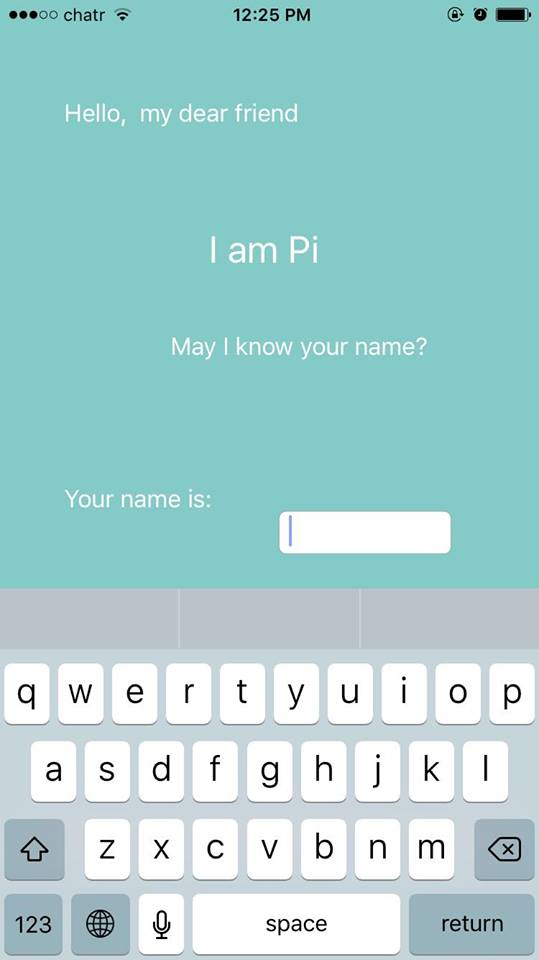 chatr 12:25 PM
Hello, my dear friend
I am Pi
May I know your name?
Your name is:
q w e r t y u i o p
a s d f g h j k l
z x c v b n m
123 space return